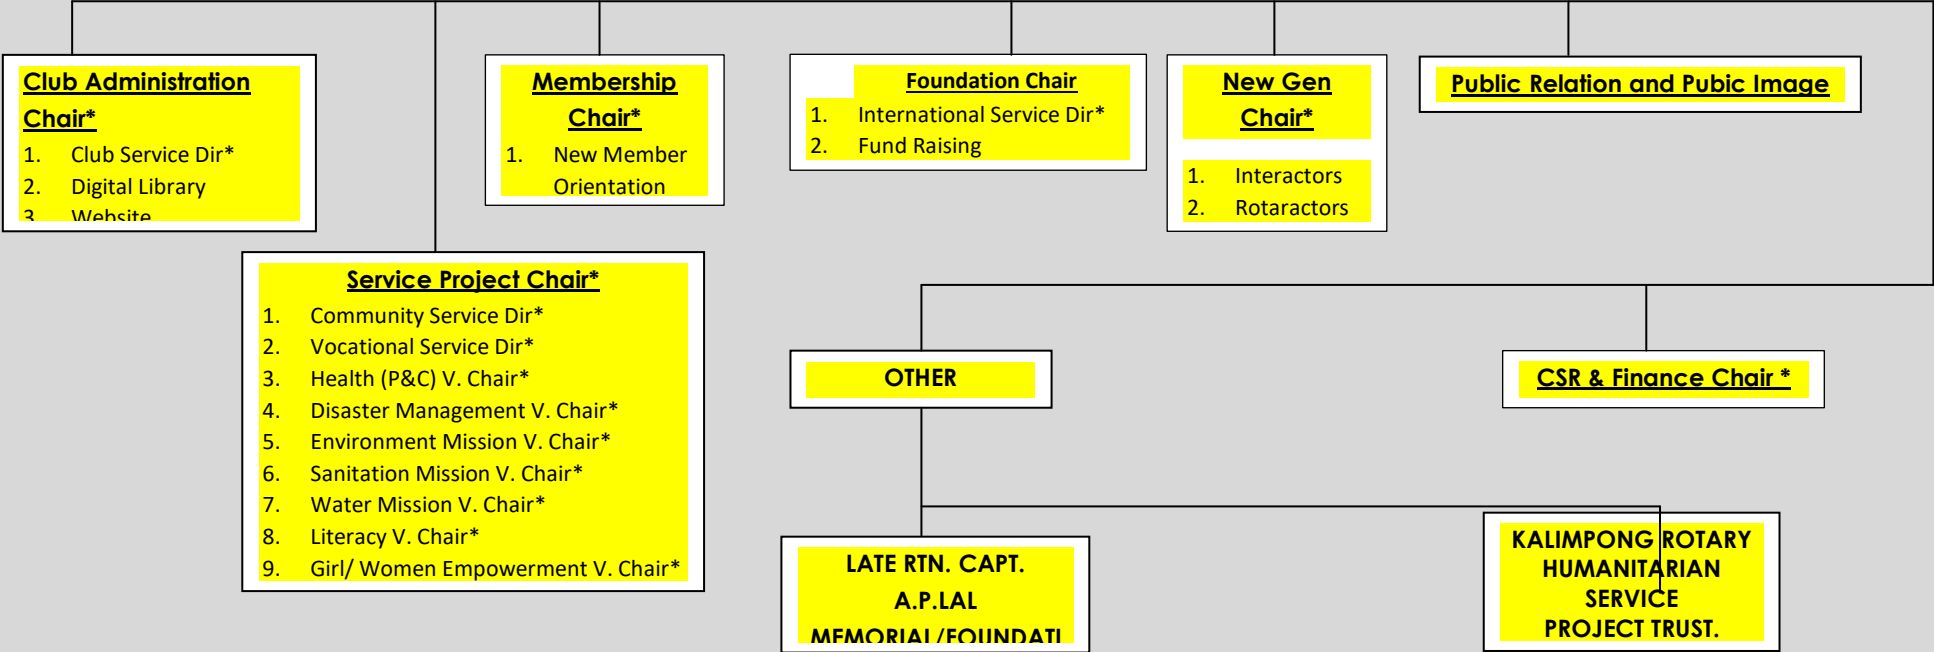 Club Administration
Chair*
1. Club Service Dir*
2. Digital Library
3. Website
Membership
Chair*
1. New Member
Orientation
Foundation Chair
1. International Service Dir*
2. Fund Raising
New Gen
Chair*
1. Interactors
2. Rotaractors
Public Relation and Pubic Image
Service Project Chair*
1. Community Service Dir*
2. Vocational Service Dir*
3. Health (P&C) V. Chair*
4. Disaster Management V. Chair*
5. Environment Mission V. Chair*
6. Sanitation Mission V. Chair*
7. Water Mission V. Chair*
8. Literacy V. Chair*
9. Girl/ Women Empowerment V. Chair*
OTHER
CSR & Finance Chair *
LATE RTN. CAPT.
A.P.LAL
MEMORIAL/FOUNDATI
KALIMPONG ROTARY
HUMANITARIAN
SERVICE
PROJECT TRUST.